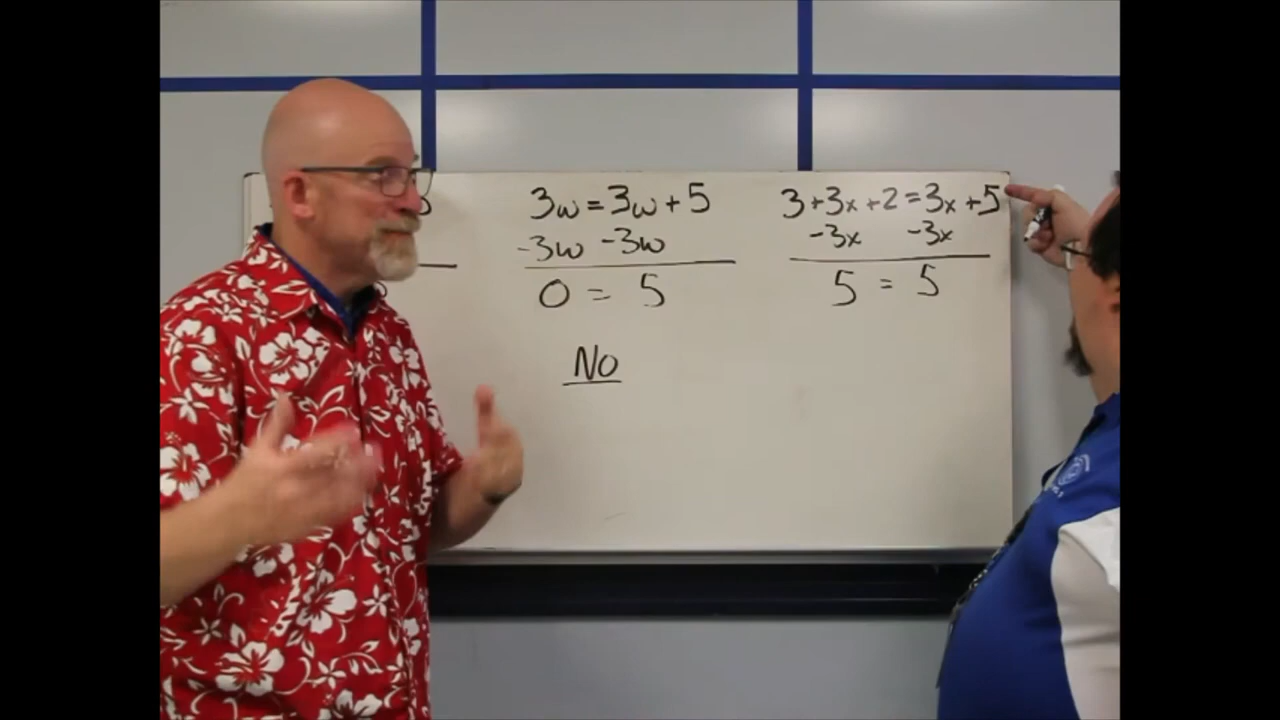 3w=3w+5
-3w -3w
0 = 5
No
3+3x+2=3x+5
-3x -3x
5 = 5